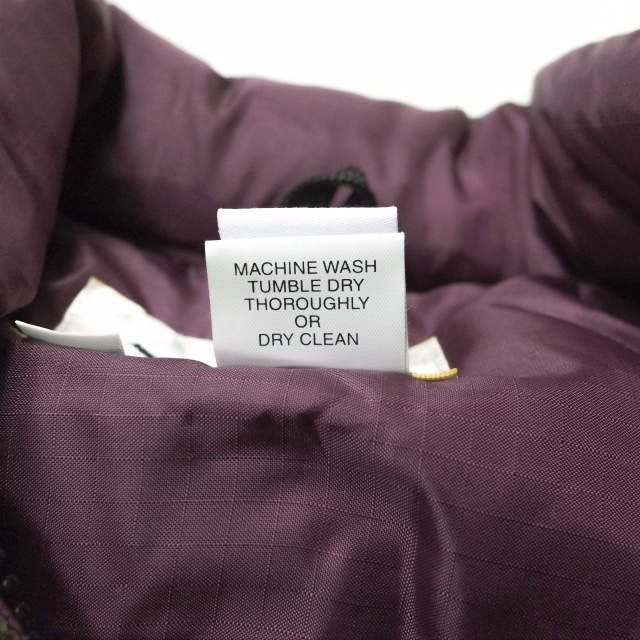 MACHINE WASH
TUMBLE DRY
THOROUGHLY
OR
DRY CLEAN